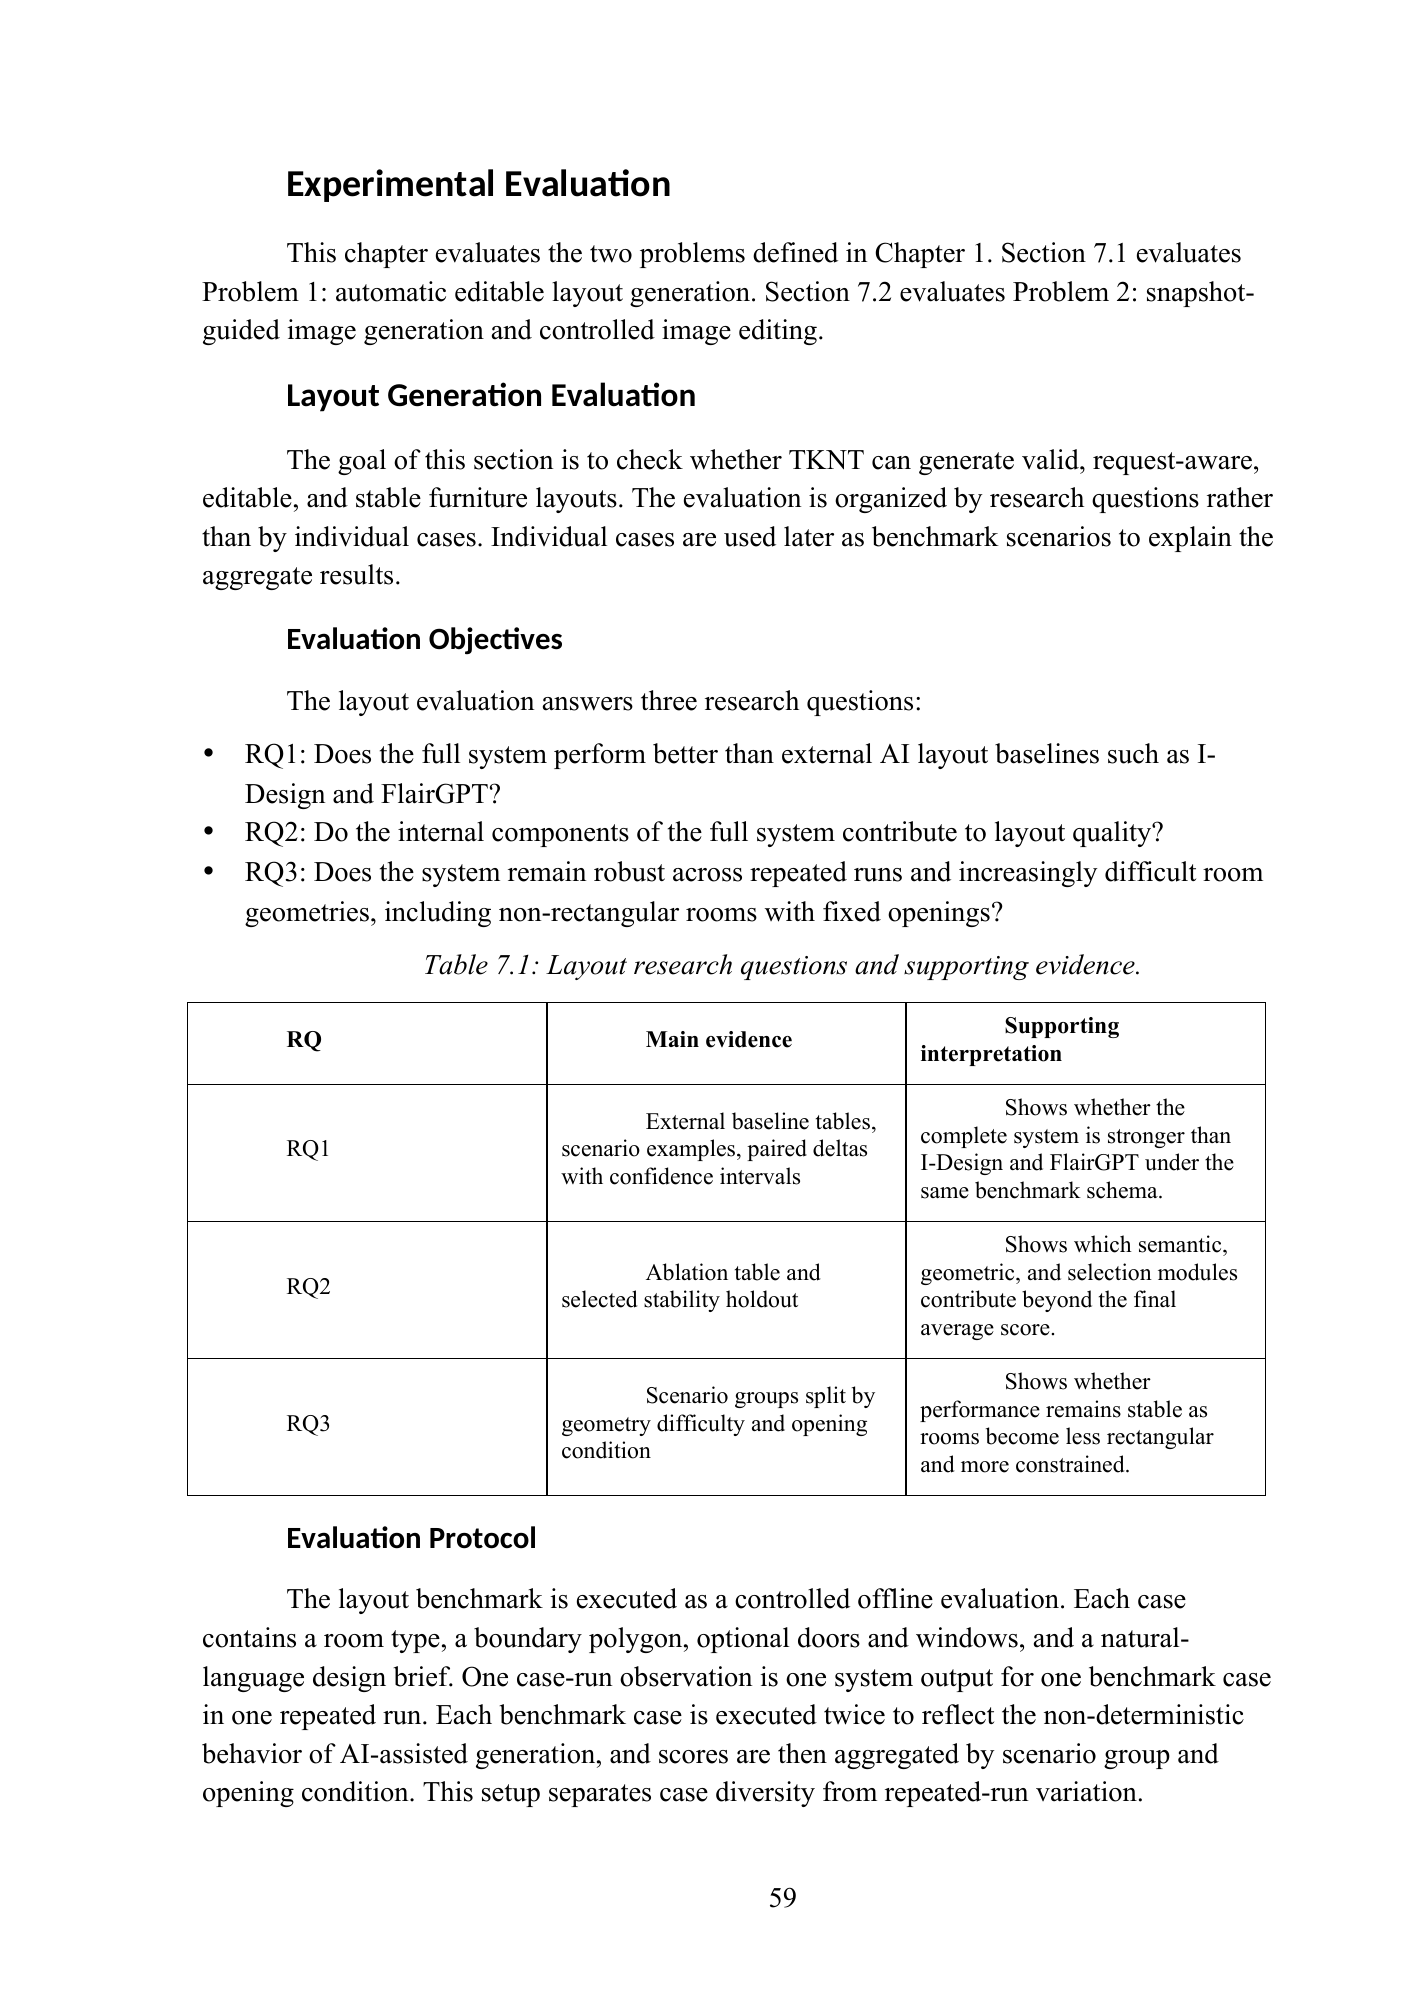 Experimental Evaluation
This chapter evaluates the two problems defined in Chapter 1. Section 7.1 evaluates
Problem 1: automatic editable layout generation. Section 7.2 evaluates Problem 2: snapshot-
guided image generation and controlled image editing.
Layout Generation Evaluation
The goal of this section is to check whether TKNT can generate valid, request-aware,
editable, and stable furniture layouts. The evaluation is organized by research questions rather
than by individual cases. Individual cases are used later as benchmark scenarios to explain the
aggregate results.
Evaluation Objectives
The layout evaluation answers three research questions:
• RQ1: Does the full system perform better than external AI layout baselines such as I-
Design and FlairGPT?
• RQ2: Do the internal components of the full system contribute to layout quality?
• RQ3: Does the system remain robust across repeated runs and increasingly difficult room
geometries, including non-rectangular rooms with fixed openings?
Table 7.1: Layout research questions and supporting evidence.
RQ
Main evidence
Supporting
interpretation
RQ1
External baseline tables,
scenario examples, paired deltas
with confidence intervals
Shows whether the
complete system is stronger than
I-Design and FlairGPT under the
same benchmark schema.
RQ2
Ablation table and
selected stability holdout
Shows which semantic,
geometric, and selection modules
contribute beyond the final
average score.
RQ3
Scenario groups split by
geometry difficulty and opening
condition
Shows whether
performance remains stable as
rooms become less rectangular
and more constrained.
Evaluation Protocol
The layout benchmark is executed as a controlled offline evaluation. Each case
contains a room type, a boundary polygon, optional doors and windows, and a natural-
language design brief. One case-run observation is one system output for one benchmark case
in one repeated run. Each benchmark case is executed twice to reflect the non-deterministic
behavior of AI-assisted generation, and scores are then aggregated by scenario group and
opening condition. This setup separates case diversity from repeated-run variation.
59